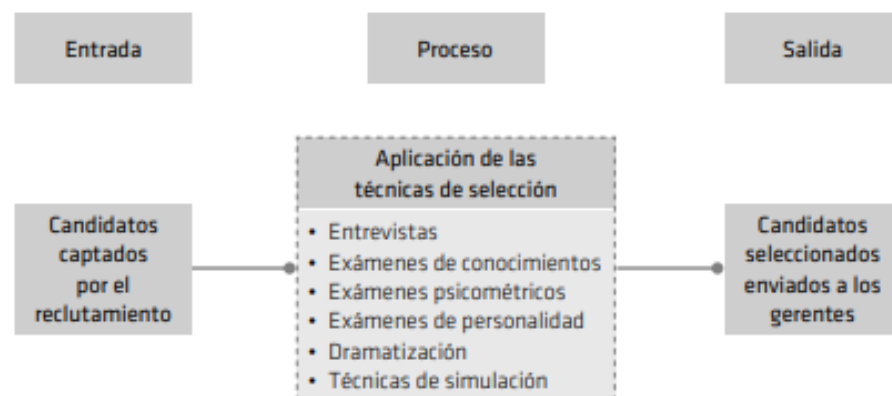 Entrada
Proceso
Salida
Aplicación de las
técnicas de selección
Candidatos
captados
por el
reclutamiento
• Entrevistas
• Exámenes de conocimientos
• Exámenes psicométricos
• Exámenes de personalidad
• Dramatización
• Técnicas de simulación
Candidatos
seleccionados
enviados a los
gerentes